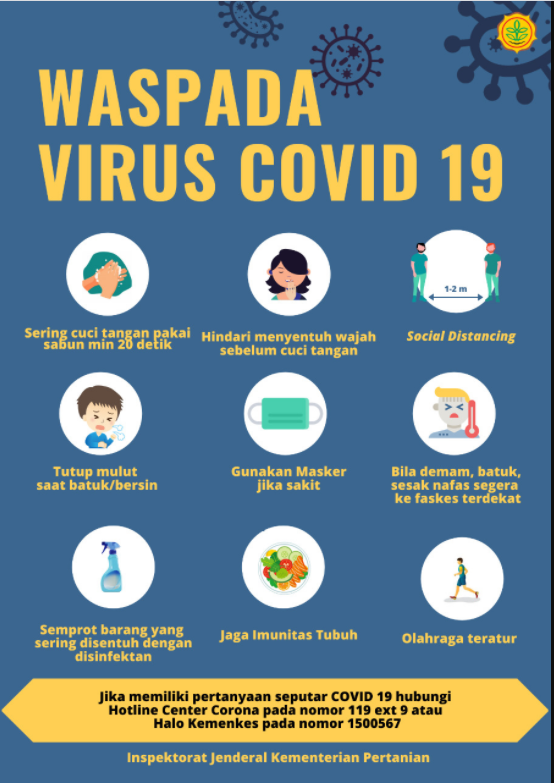 WASPADA
VIRUS COVID 19
Sering cuci tangan pakai
sabun min 20 detik
Hindari menyentuh wajah
sebelum cuci tangan
1-2 m
Social Distancing
Tutup mulut
saat batuk/bersin
Gunakan Masker
jika sakit
Bila demam, batuk,
sesak nafas segera
ke faskes terdekat
Semprot barang yang
sering disentuh dengan
disinfektan
Jaga Imunitas Tubuh
Olahraga teratur
Jika memiliki pertanyaan seputar COVID 19 hubungi
Hotline Center Corona pada nomor 119 ext 9 atau
Halo Kemenkes pada nomor 1500567
Inspektorat Jenderal Kementerian Pertanian